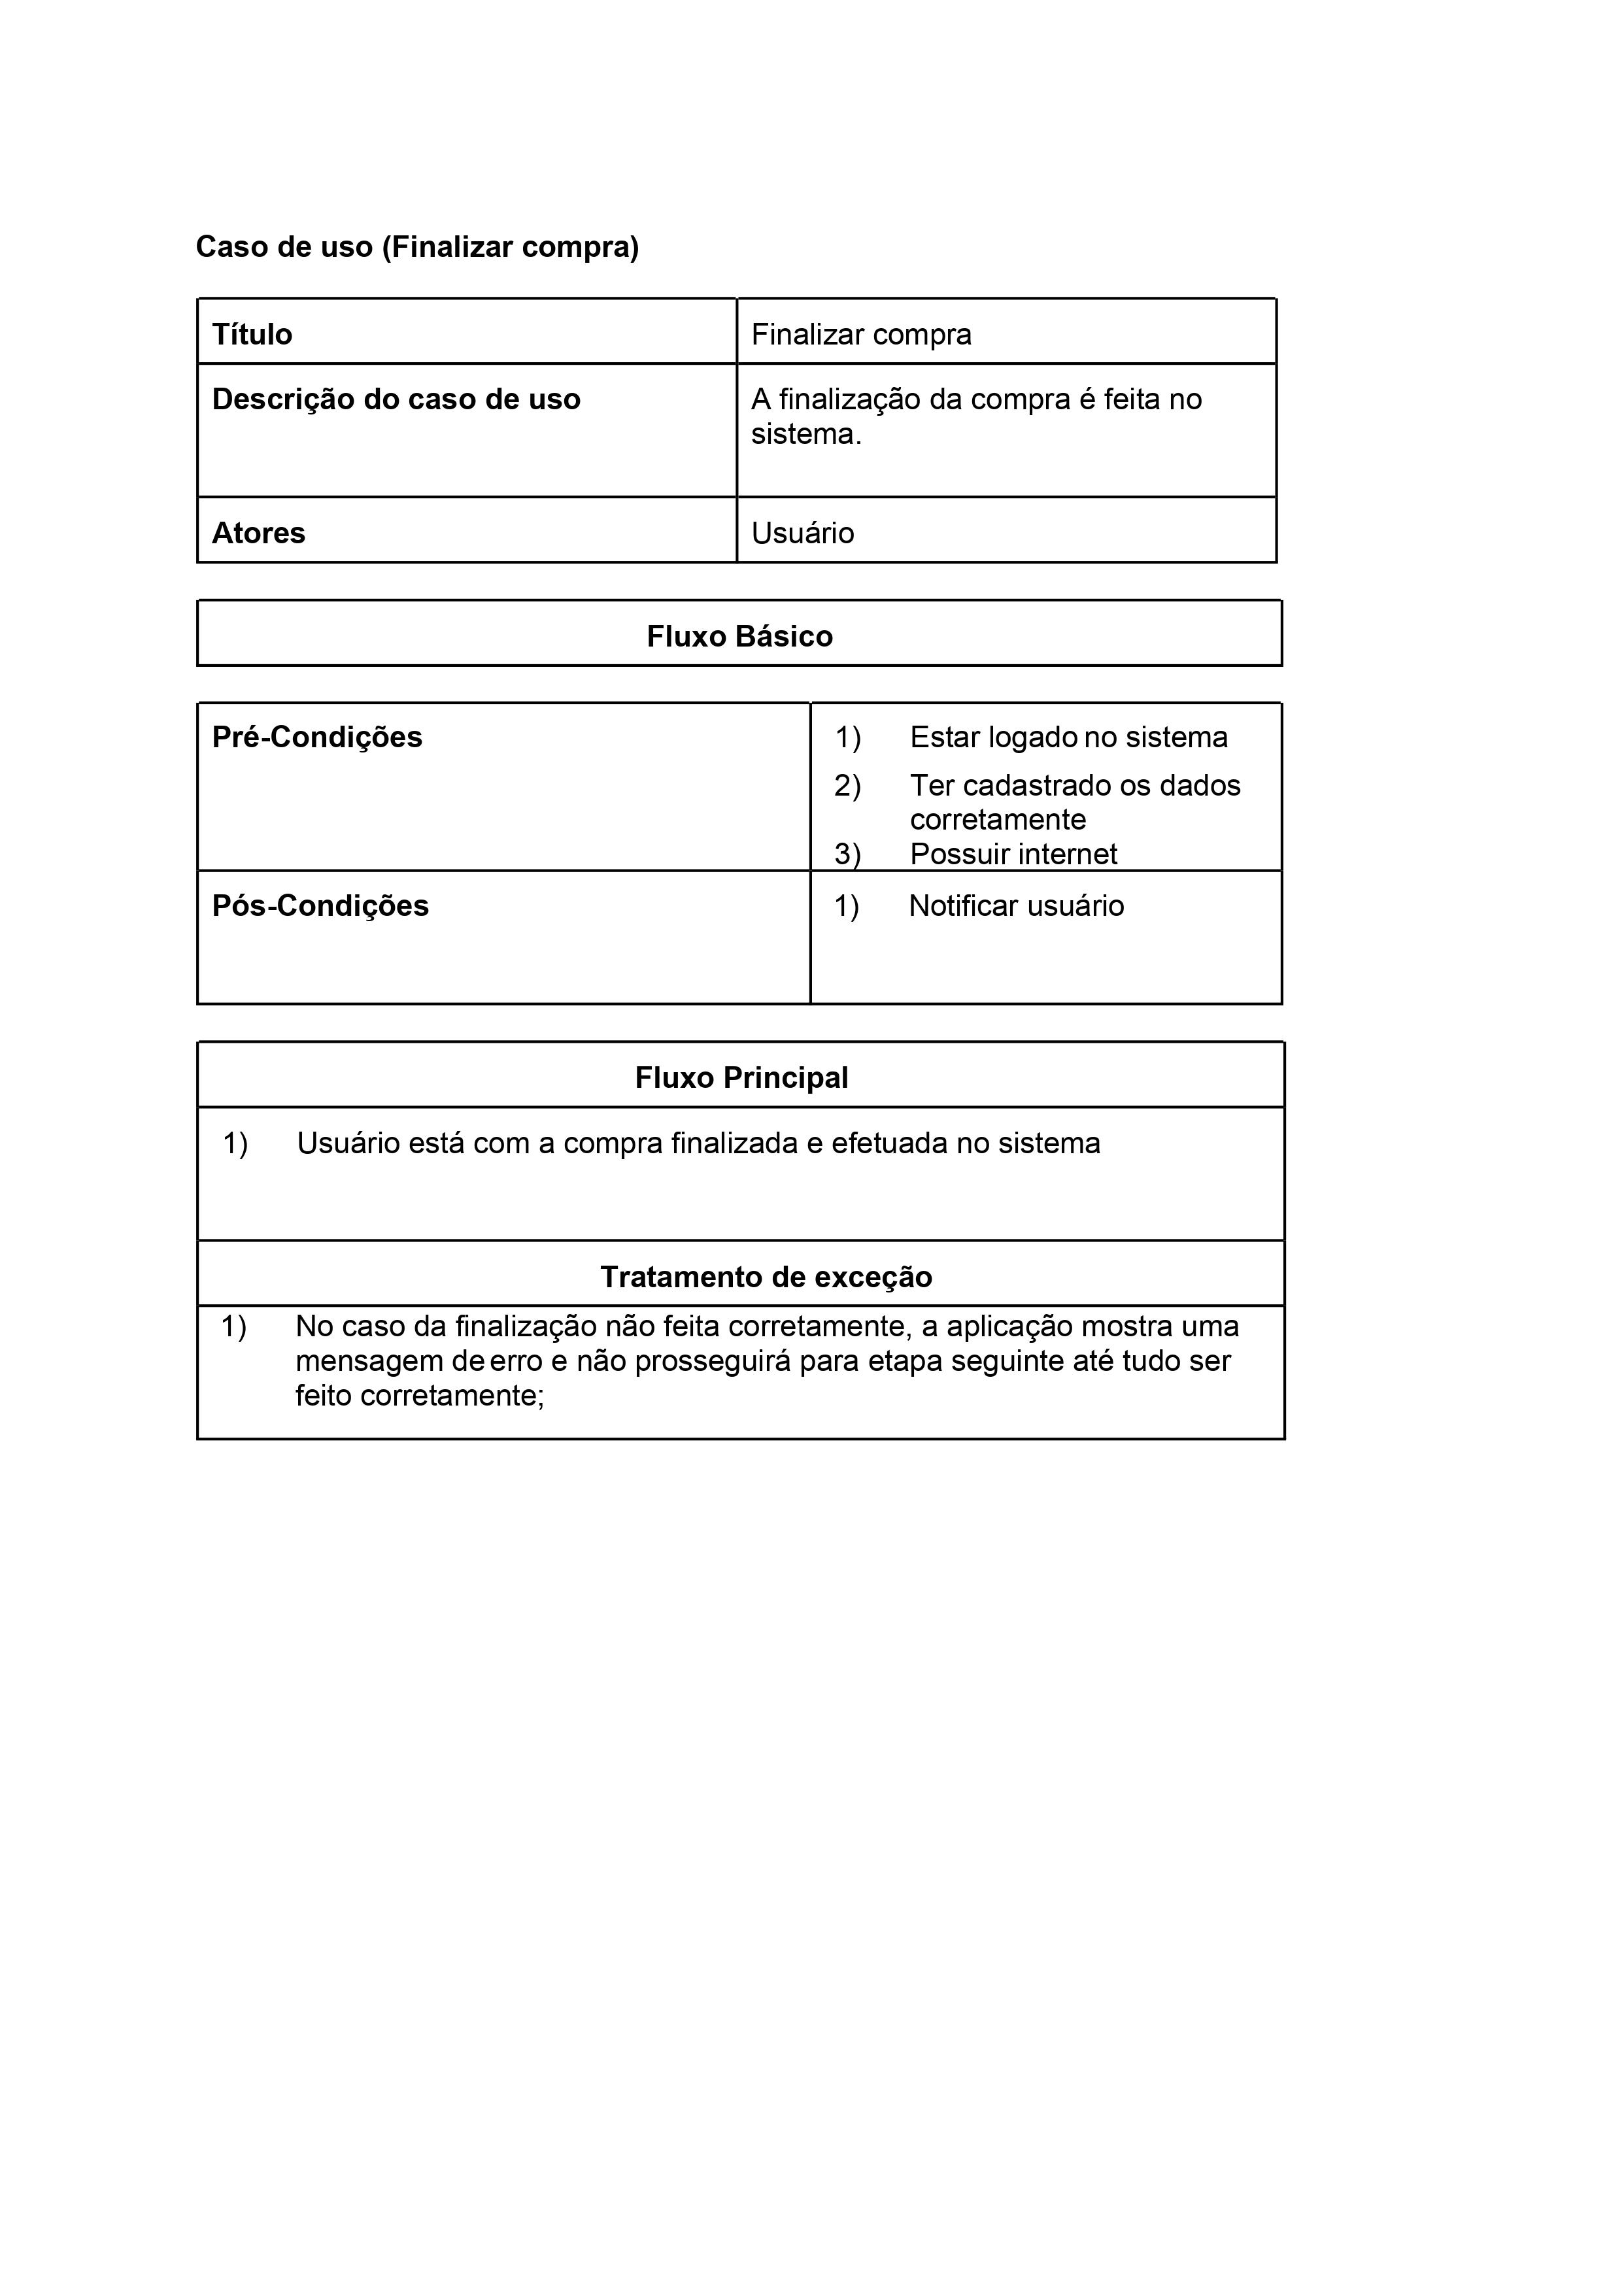 Caso de uso (Finalizar compra)
Título
Finalizar compra
Descrição do caso de uso
A finalização da compra é feita no
sistema.
Atores
Usuário
Fluxo Básico
Pré-Condições
1) Estar logado no sistema
2) Ter cadastrado os dados
corretamente
3) Possuir internet
Pós-Condições
1) Notificar usuário
Fluxo Principal
1) Usuário está com a compra finalizada e efetuada no sistema
Tratamento de exceção
1) No caso da finalização não feita corretamente, a aplicação mostra uma
mensagem de erro e não prosseguirá para etapa seguinte até tudo ser
feito corretamente;